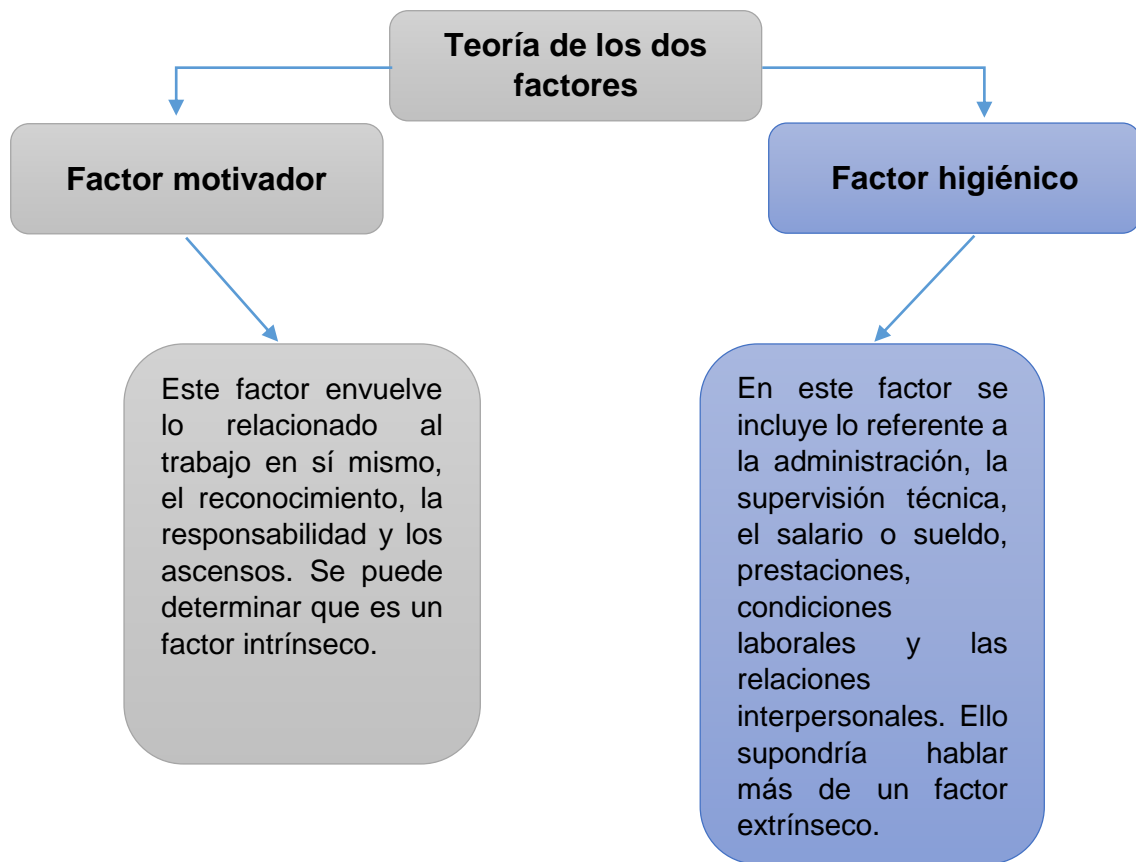 Teoría de los dos
factores
Factor motivador
Factor higiénico
Este factor envuelve
lo relacionado al
trabajo en sí mismo,
el reconocimiento, la
responsabilidad y los
ascensos. Se puede
determinar que es un
factor intrínseco.
En este factor se
incluye lo referente a
la administración, la
supervisión técnica,
el salario o sueldo,
prestaciones,
condiciones
laborales y las
relaciones
interpersonales. Ello
supondría hablar
más de un factor
extrínseco.